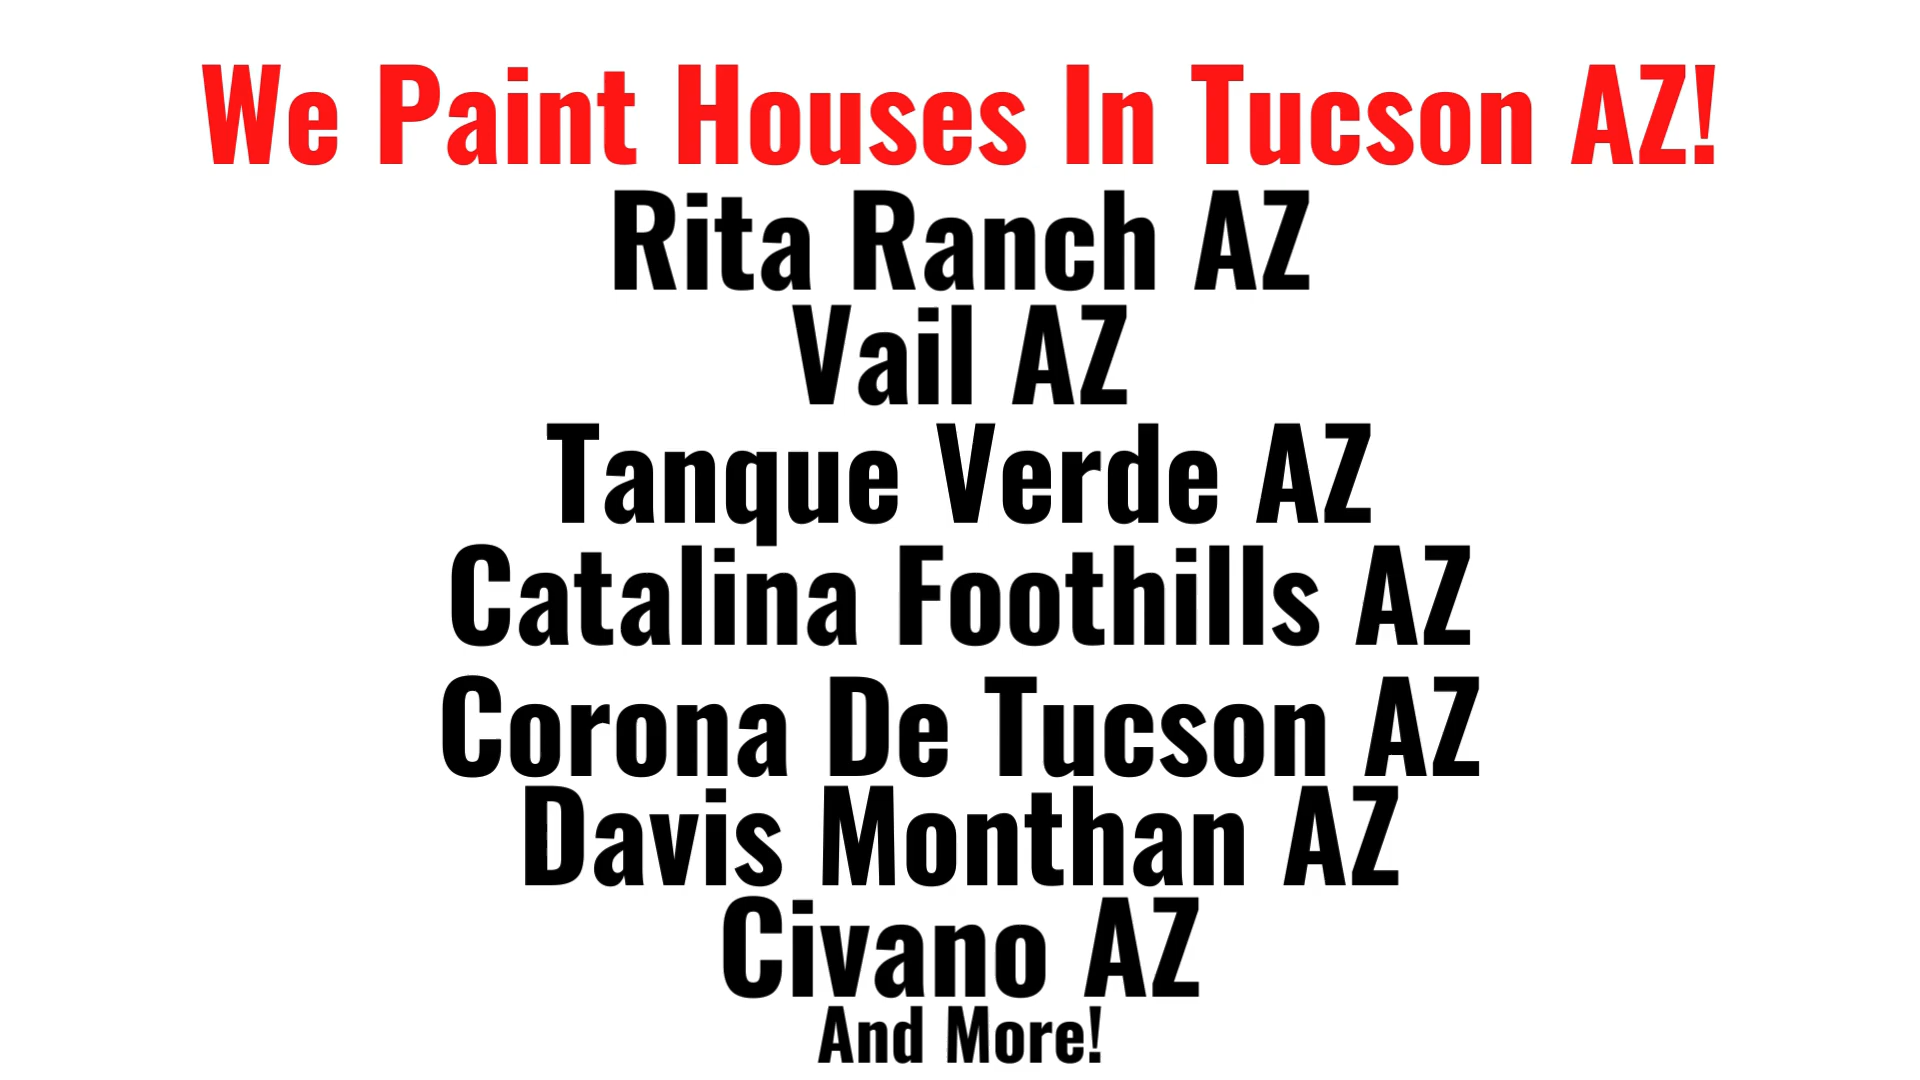 We Paint Houses In Tucson AZ!
Rita Ranch AZ
Vail AZ
Tanque Verde AZ
Catalina Foothills AZ
Corona De Tucson AZ
Davis Monthan AZ
Civano AZ
And More!